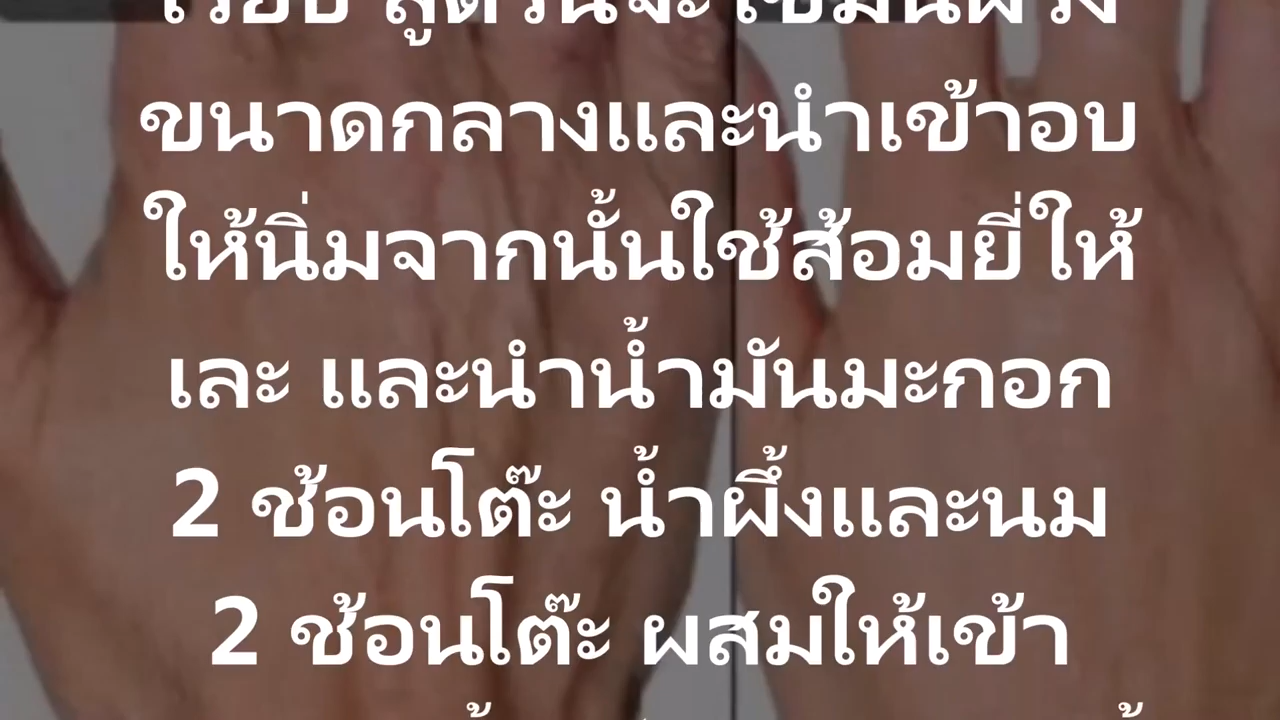 ขนาดกลางและนำเข้าอบ
ให้นิ่มจากนั้นใช้ส้อมยี่ให้
เละ และนำน้ำมันมะกอก
2 ช้อนโต๊ะ น้ำผึ้งและนม
2 ช้อนโต๊ะ ผสมให้เข้า